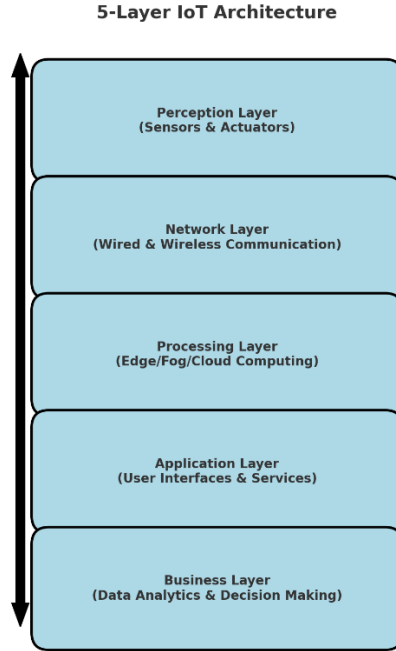 5-Layer IoT Architecture
Perception Layer
(Sensors & Actuators)
Network Layer
(Wired & Wireless Communication)
Processing Layer
(Edge/Fog/Cloud Computing)
Application Layer
(User Interfaces & Services)
Business Layer
(Data Analytics & Decision Making)